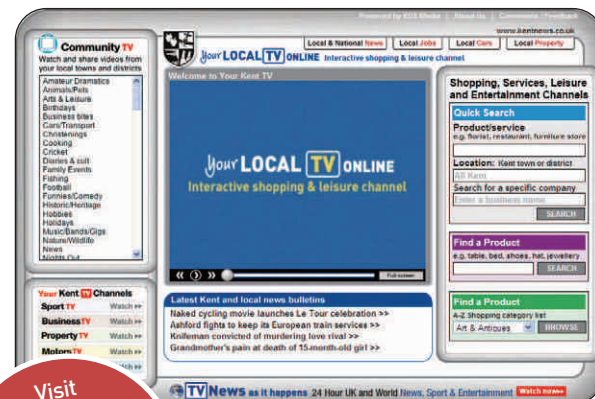 Powered by KOS Media | About Us | Comments / Feedback
www.kentnews.co.uk
Community TV
Watch and share videos from
your local towns and districts
Amateur Dramatics
Animals/Pets
Arts & Leisure
Birthdays
Business bites
Cars/Transport
Christenings
Cooking
Cricket
Diaries & cult
Family Events
Fishing
Football
Funnies/Comedy
Historic/Heritage
Hobbies
Holidays
Music/Bands/Gigs
Nature/Wildlife
News
Nights Out
Your Kent TV Channels
Sport TV Watch >>
Business TV Watch >>
Property TV Watch >>
Motors TV Watch >>
Visit
Local & National News
Local Jobs
Local Cars
Local Property
Your LOCAL TV ONLINE Interactive shopping & leisure channel
Welcome to Your Kent TV
Your LOCAL TV ONLINE
Interactive shopping & leisure channel
Full screen
Latest Kent and local news bulletins
Naked cycling movie launches Le Tour celebration >>
Ashford fights to keep its European train services >>
Knifeman convicted of murdering love rival >>
Grandmother's pain at death of 15-month-old girl >>
Shopping, Services, Leisure
and Entertainment Channels
Quick Search
Product/service
e.g. florist, restaurant, furniture store
Location: Kent town or district
All Kent
Search for a specific company
Enter a business name
SEARCH
Find a Product
e.g. table, bed, shoes, hat, jewellery
SEARCH
Find a Product
A-Z Shopping category list
Art & Antiques
BROWSE
TV News as it happens 24 Hour UK and World News, Sport & Entertainment Watch now>>